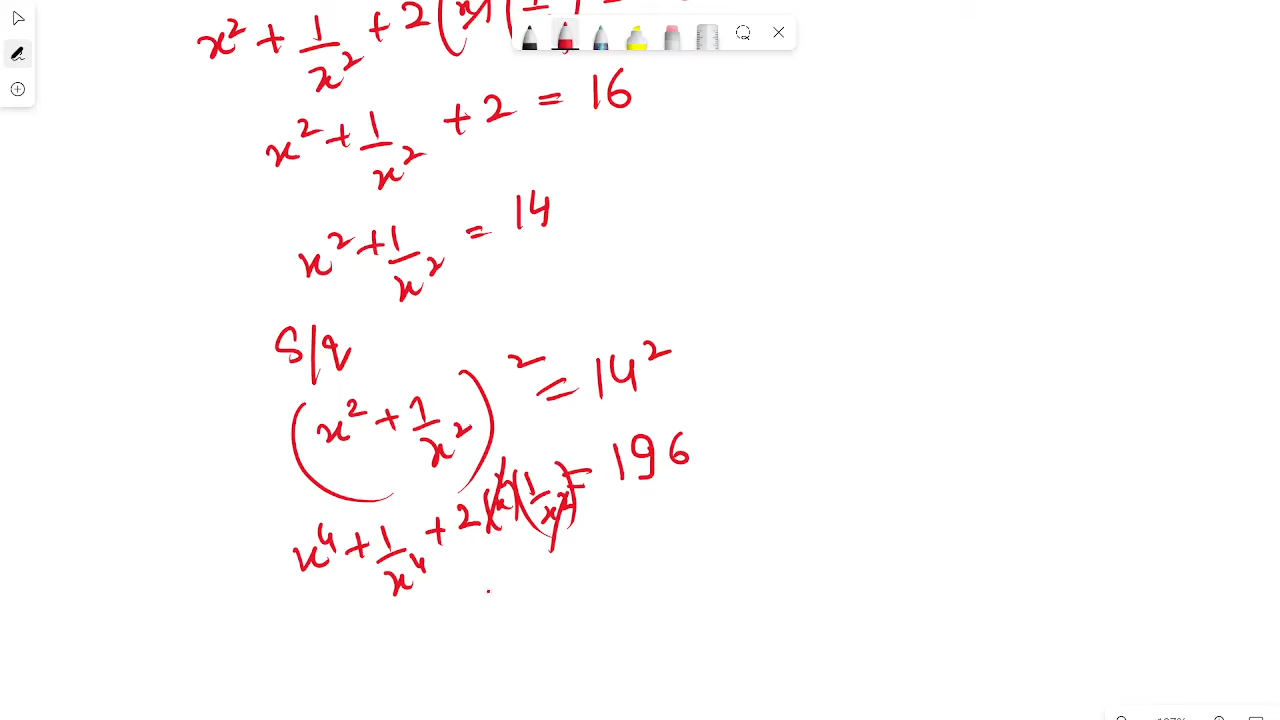 x² + 1/x² + 2(x)(1/
x² + 1/x² + 2 = 16
x² + 1/x² = 14
S/q
(x² + 1/x²)² = 14²
x⁴ + 1/x⁴ + 2(x²)(1/x²) = 196